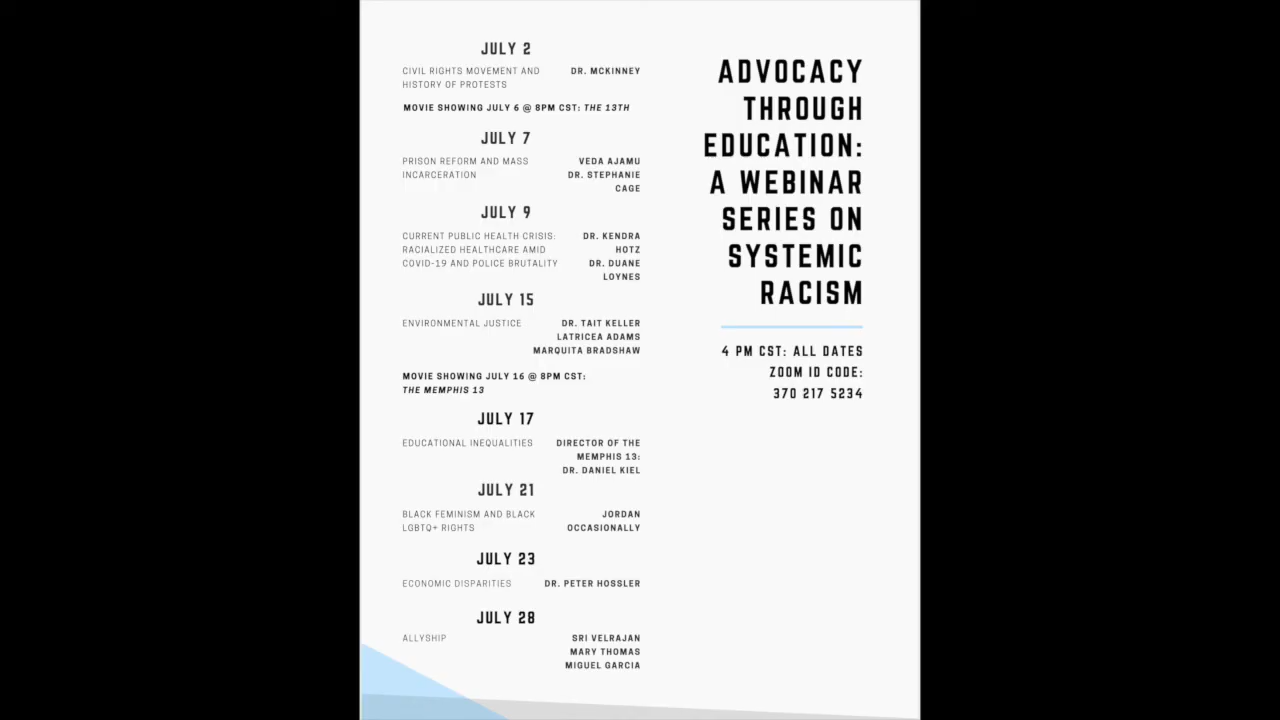 JULY 2
CIVIL RIGHTS MOVEMENT AND
HISTORY OF PROTESTS
DR. MCKINNEY
MOVIE SHOWING JULY 6 @ 8PM CST: THE 13TH
JULY 7
PRISON REFORM AND MASS
INCARCERATION
VEDA AJAMU
DR. STEPHANIE
CAGE
JULY 9
CURRENT PUBLIC HEALTH CRISIS:
RACIALIZED HEALTHCARE AMID
COVID-19 AND POLICE BRUTALITY
DR. KENDRA
HOTZ
DR. DUANE
LOYNES
JULY 15
ENVIRONMENTAL JUSTICE
DR. TAIT KELLER
LATRICEA ADAMS
MARQUITA BRADSHAW
MOVIE SHOWING JULY 16 @ 8PM CST:
THE MEMPHIS 13
JULY 17
EDUCATIONAL INEQUALITIES
DIRECTOR OF THE
MEMPHIS 13:
DR. DANIEL KIEL
JULY 21
BLACK FEMINISM AND BLACK
LGBTQ+ RIGHTS
JORDAN
OCCASIONALLY
JULY 23
ECONOMIC DISPARITIES
DR. PETER HOSSLER
JULY 28
ALLYSHIP
SRI VELRAJAN
MARY THOMAS
MIGUEL GARCIA
ADVOCACY
THROUGH
EDUCATION:
A WEBINAR
SERIES ON
SYSTEMIC
RACISM
4 PM CST: ALL DATES
ZOOM ID CODE:
370 217 5234